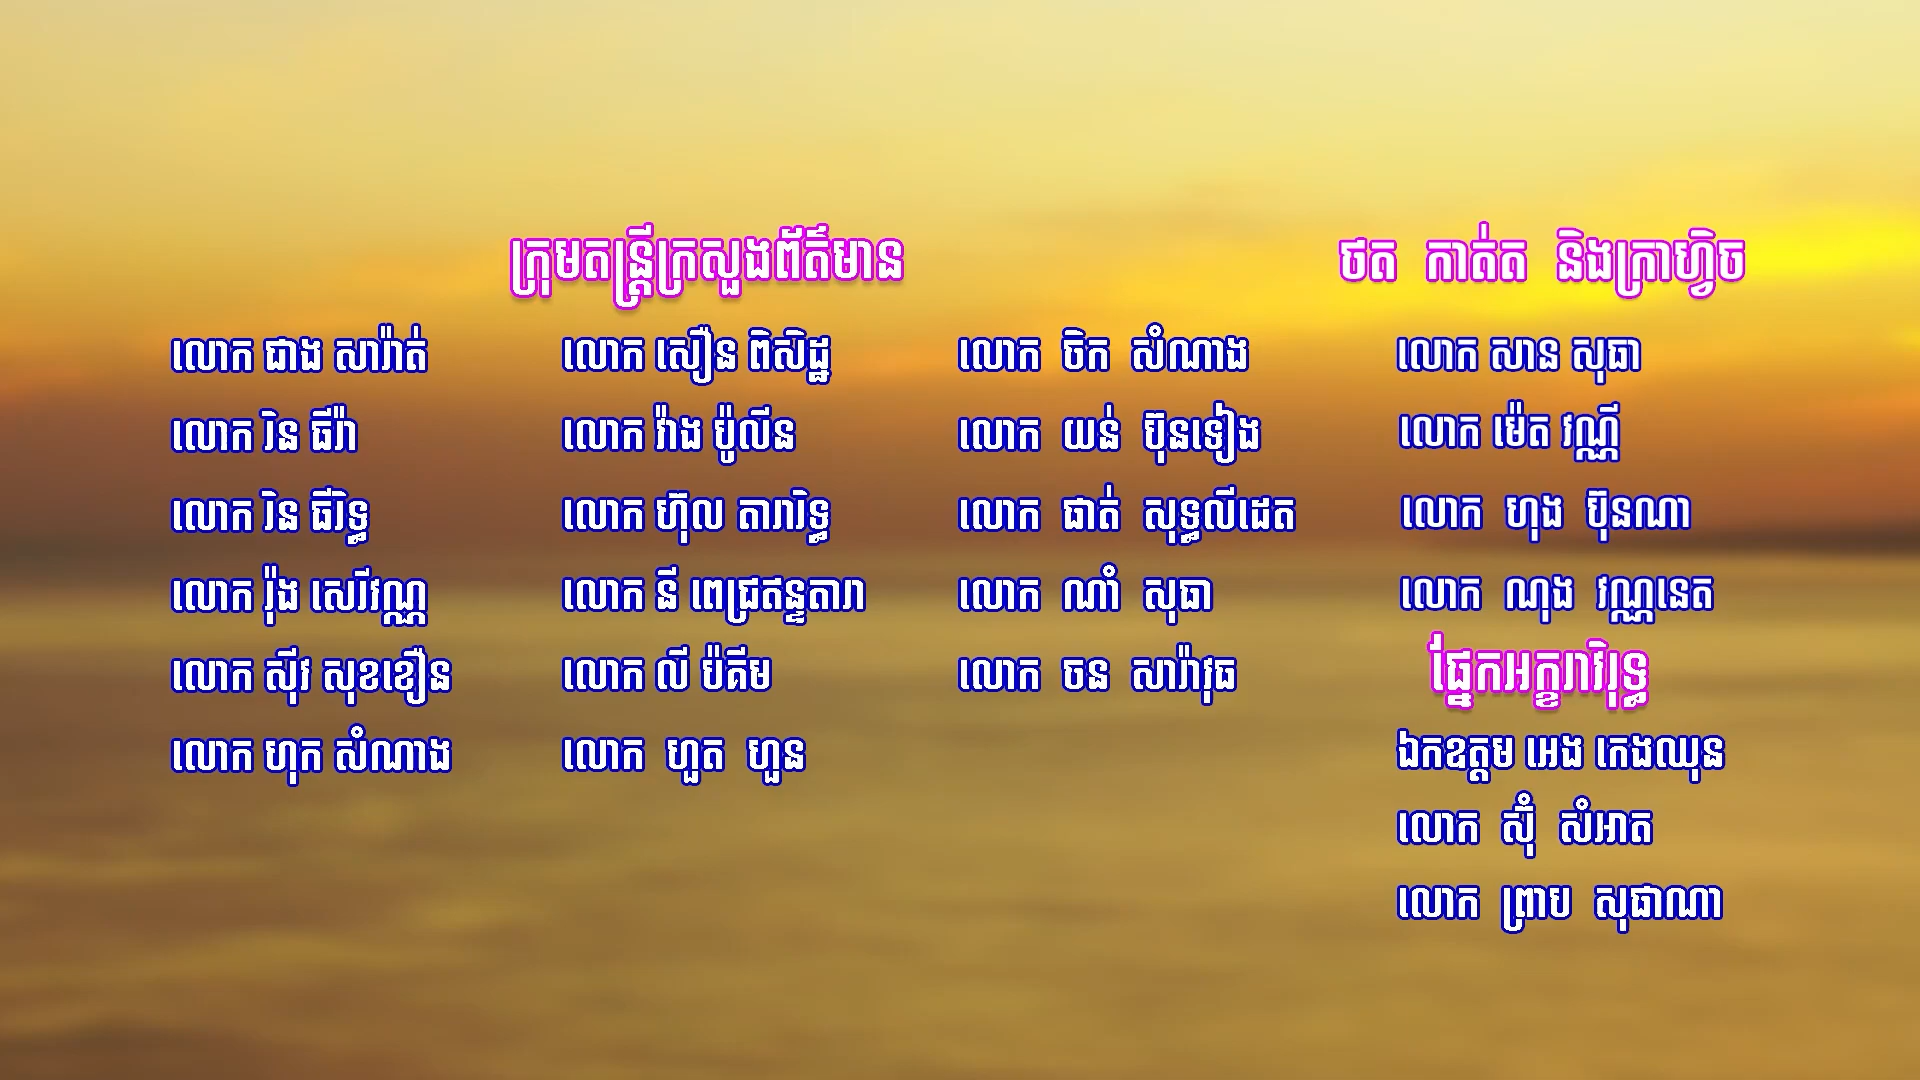 ក្រុមតន្ត្រីក្រសួងព័ត៌មាន
លោក ជាង សារ៉ាត់
លោក រិន ធីរ៉ា
លោក រិន ធីរិទ្ធ
លោក រ៉ុង សេរីវណ្ណ
លោក ស៊ីវ សុខខឿន
លោក ហុក សំណាង
លោក សឿន ពិសិដ្ឋ
លោក វ៉ាង ប៉ូលីន
លោក ហ៊ុល តារារិទ្ធ
លោក នី ពេជ្រឥន្ទតារា
លោក លី ប៉គីម
លោក ហួត ហួន
លោក ចិក សំណាង
លោក យន់ ប៊ុនទៀង
លោក ផាត់ សុទ្ធលីដេត
លោក ណាំ សុធា
លោក ចន សារ៉ាវុធ
ថត កាត់ត និងក្រាហ្វិច
លោក សាន សុធា
លោក ម៉េត វណ្ណី
លោក ហុង ប៊ុនណា
លោក ណុង វណ្ណនេត
ផ្នែកអក្ខរាវិរុទ្ធ
ឯកឧត្តម អេង កេងឈុន
លោក ស៊ុំ សំអាត
លោក ព្រាប សុផាណា